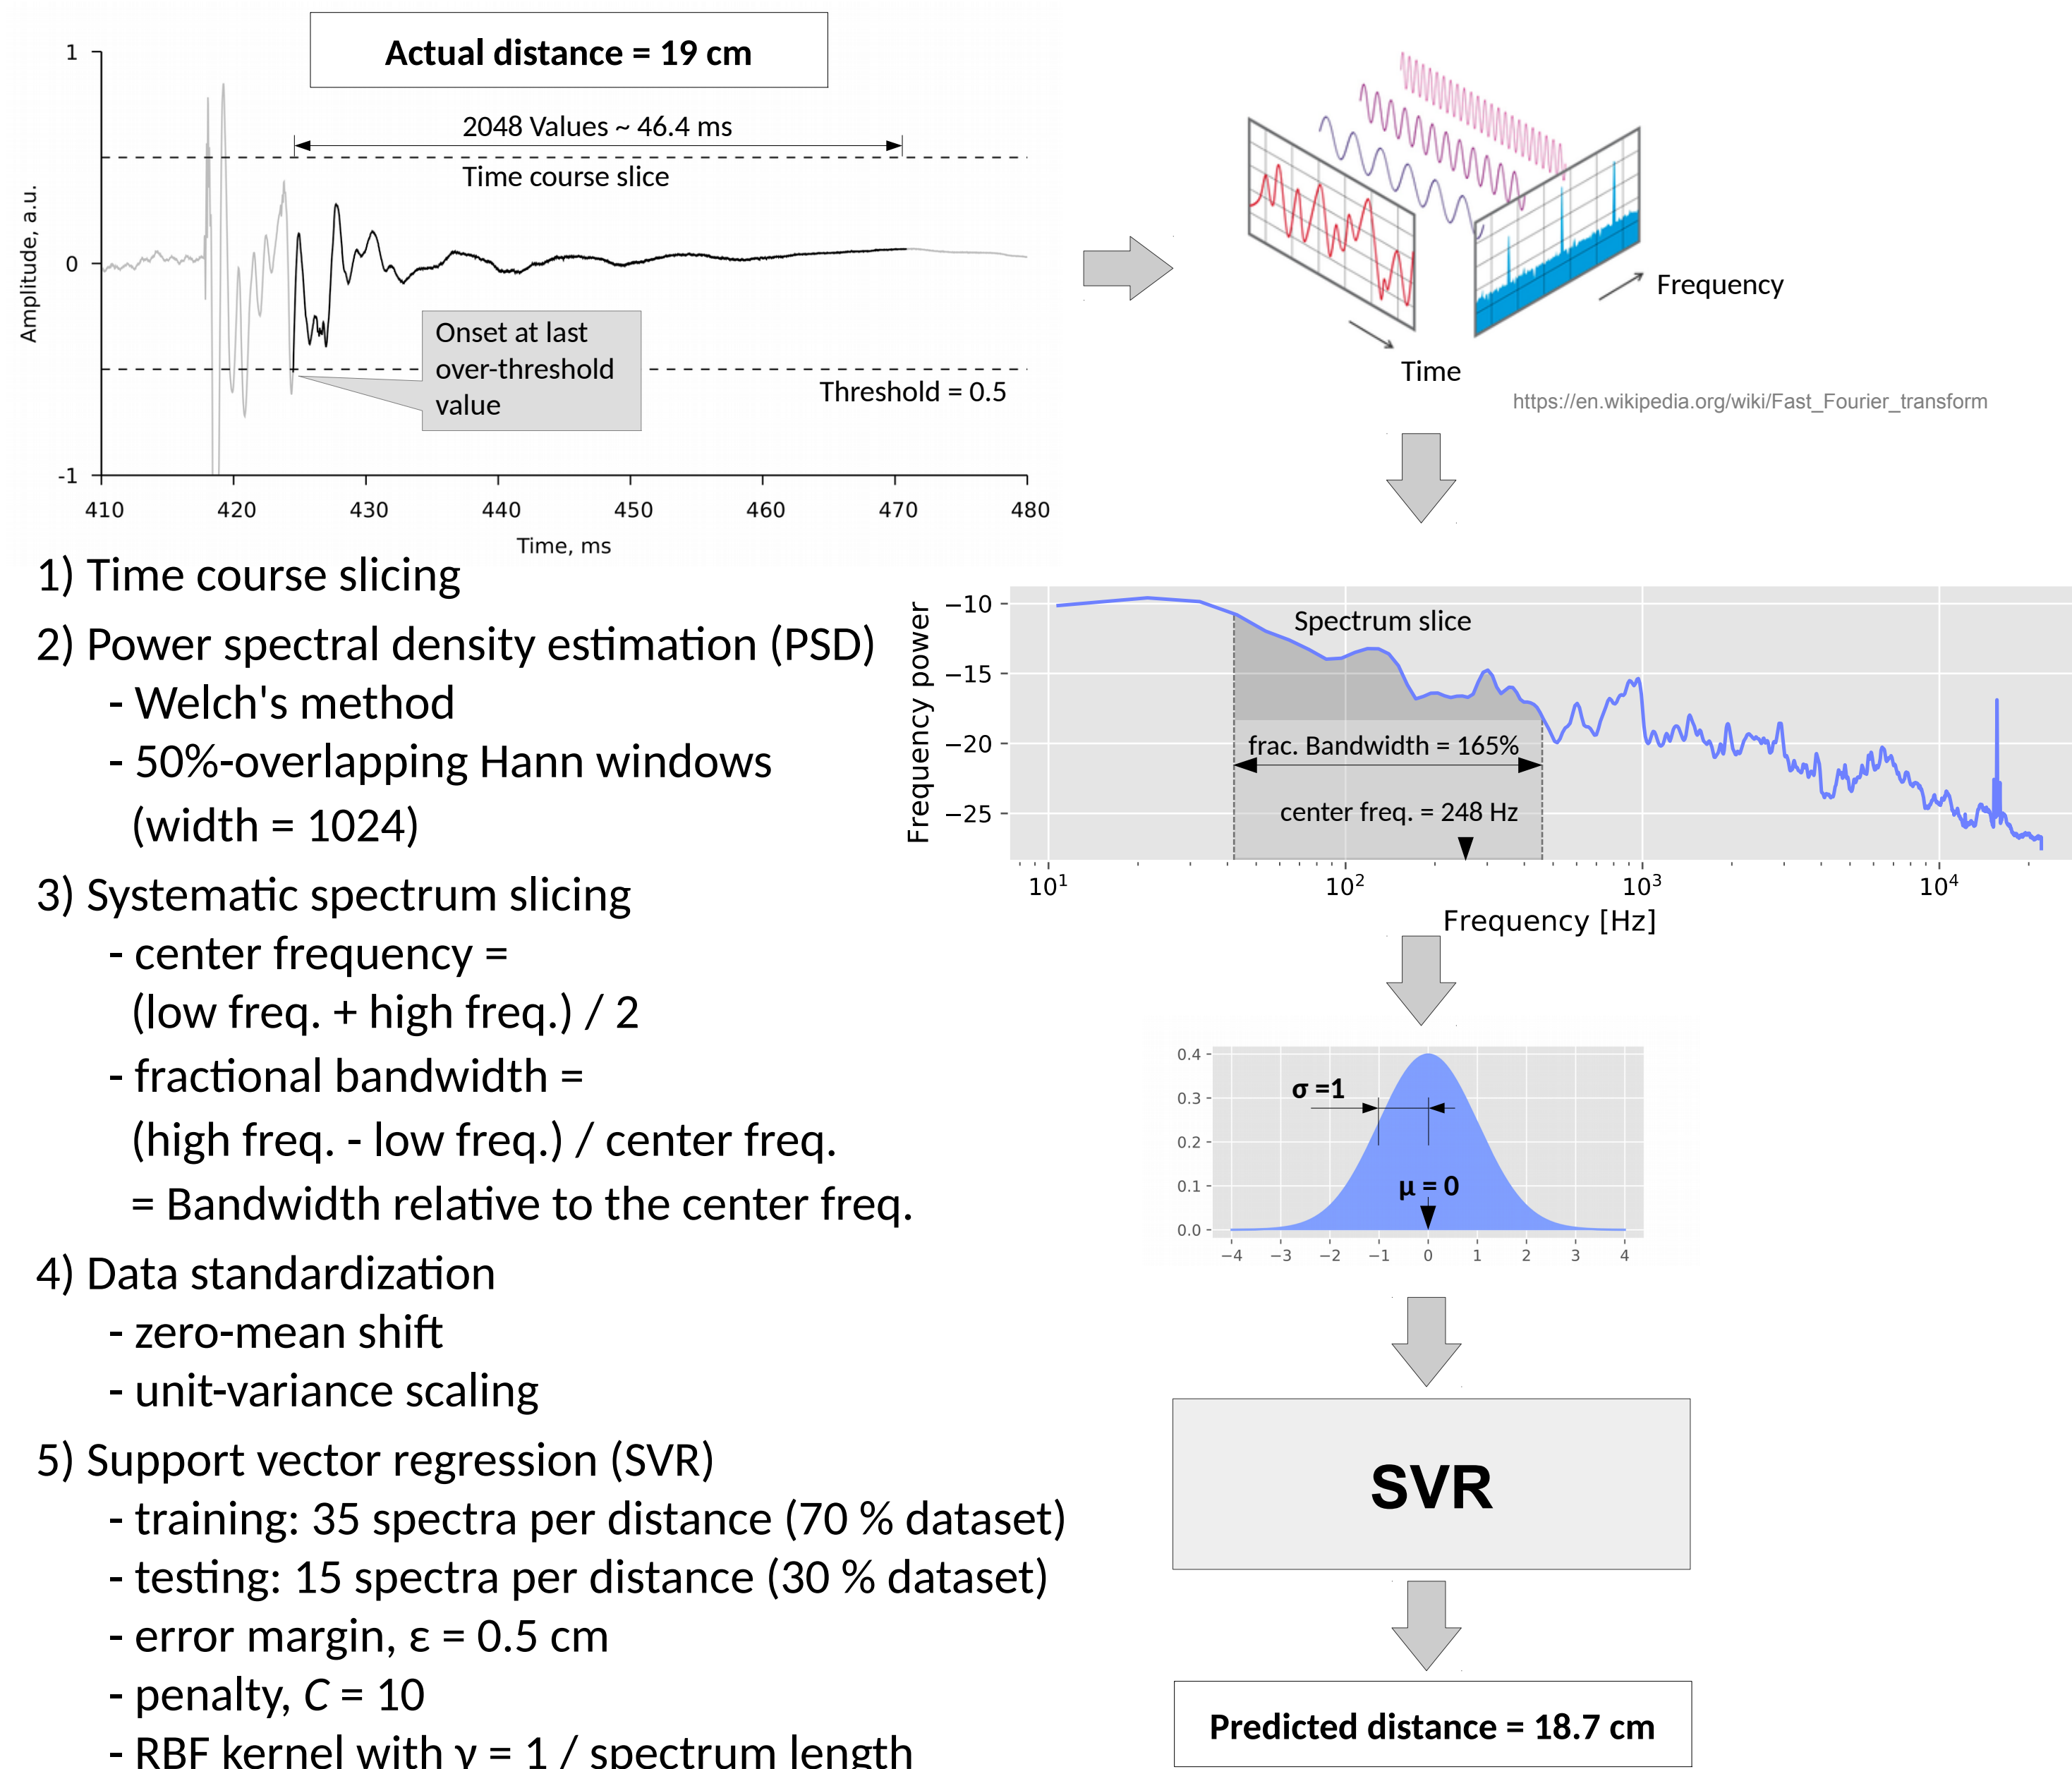 Actual distance = 19 cm
2048 Values ~ 46.4 ms
Time course slice
Onset at last
over-threshold
value
Threshold = 0.5
Amplitude, a.u.
1
0
-1
410 420 430 440 450 460 470 480
Time, ms
Frequency
Time
https://en.wikipedia.org/wiki/Fast_Fourier_transform
1) Time course slicing
2) Power spectral density estimation (PSD)
- Welch's method
- 50%-overlapping Hann windows
(width = 1024)
3) Systematic spectrum slicing
- center frequency =
(low freq. + high freq.) / 2
- fractional bandwidth =
(high freq. - low freq.) / center freq.
= Bandwidth relative to the center freq.
4) Data standardization
- zero-mean shift
- unit-variance scaling
5) Support vector regression (SVR)
- training: 35 spectra per distance (70 % dataset)
- testing: 15 spectra per distance (30 % dataset)
- error margin, ε = 0.5 cm
- penalty, C = 10
- RBF kernel with γ = 1 / spectrum length
Frequency power
−10
−15
−20
−25
Spectrum slice
frac. Bandwidth = 165%
center freq. = 248 Hz
10¹ 10² 10³ 10⁴
Frequency [Hz]
0.4
0.3
0.2
0.1
0.0
σ =1
μ = 0
−4 −3 −2 −1 0 1 2 3 4
SVR
Predicted distance = 18.7 cm